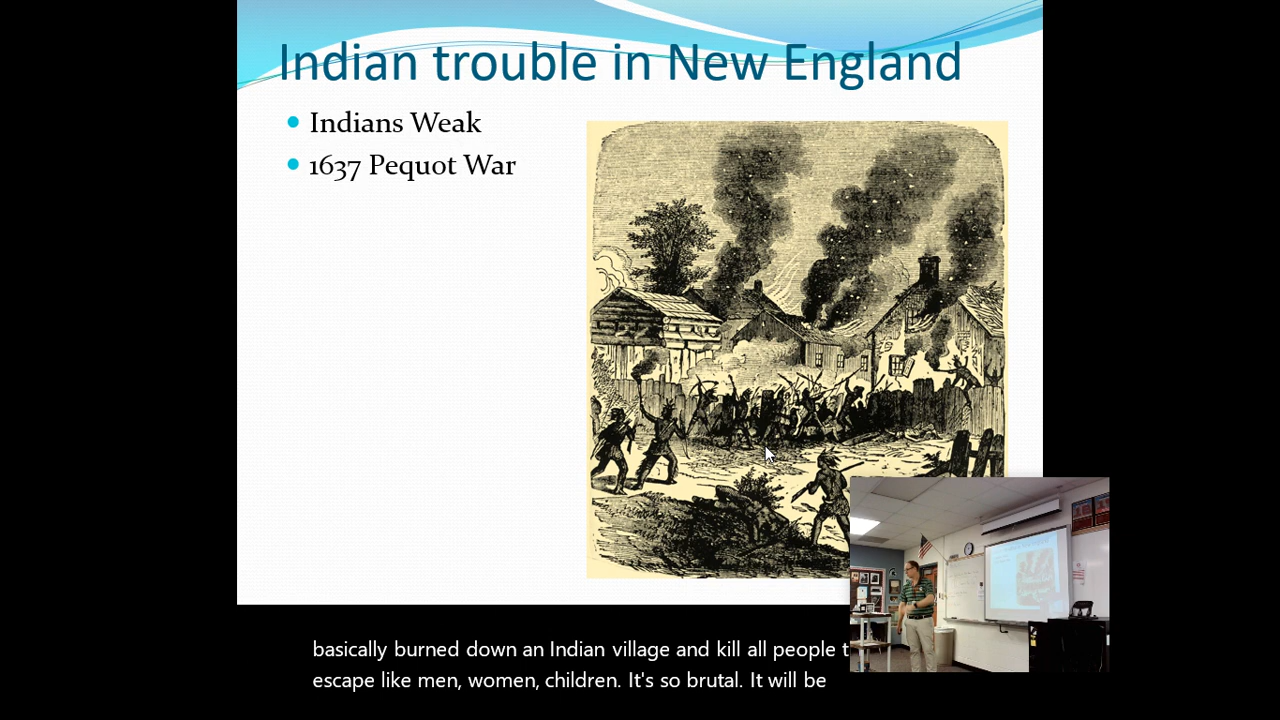 Indian trouble in New England
Indians Weak
1637 Pequot War
basically burned down an Indian village and kill all people
escape like men, women, children. It's so brutal. It will be